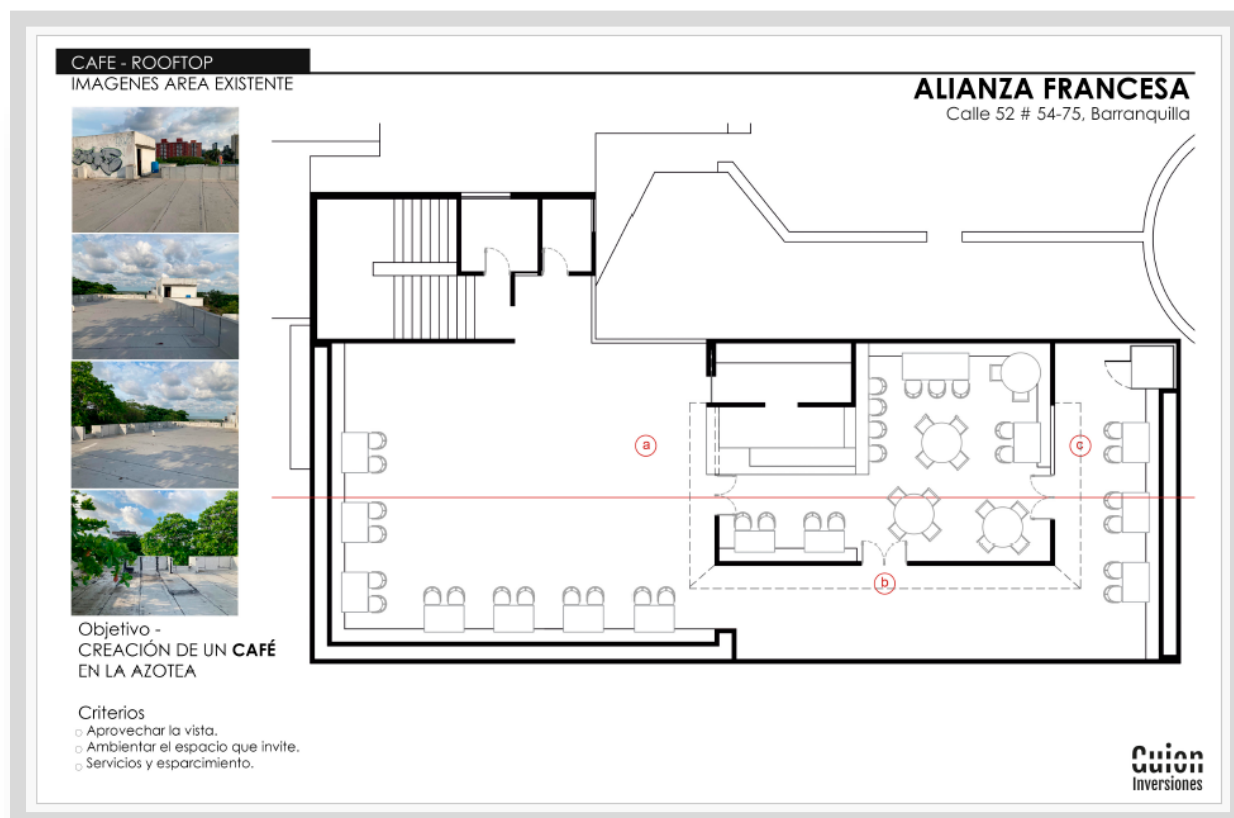 CAFE - ROOFTOP
IMAGENES AREA EXISTENTE
ALIANZA FRANCESA
Calle 52 # 54-75, Barranquilla
a
c
b
Objetivo -
CREACIÓN DE UN CAFÉ
EN LA AZOTEA
Criterios
Aprovechar la vista.
Ambientar el espacio que invite.
Servicios y esparcimiento.
Guion
Inversiones